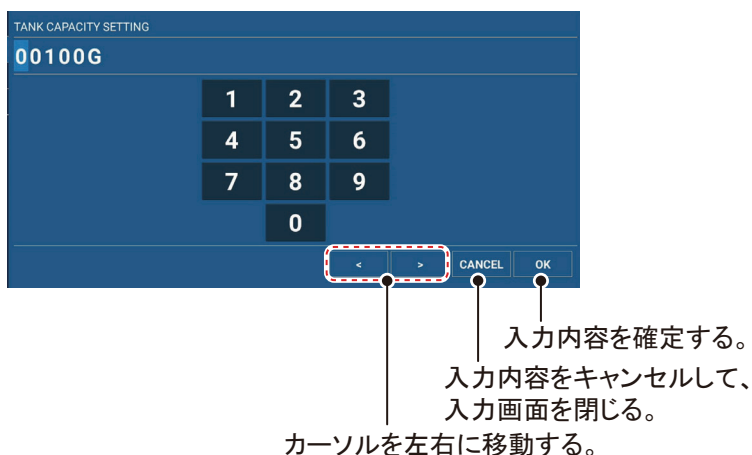 TANK CAPACITY SETTING
00100G
1 2 3
4 5 6
7 8 9
0
< > CANCEL OK
入力内容を確定する。
入力内容をキャンセルして、
入力画面を閉じる。
カーソルを左右に移動する。